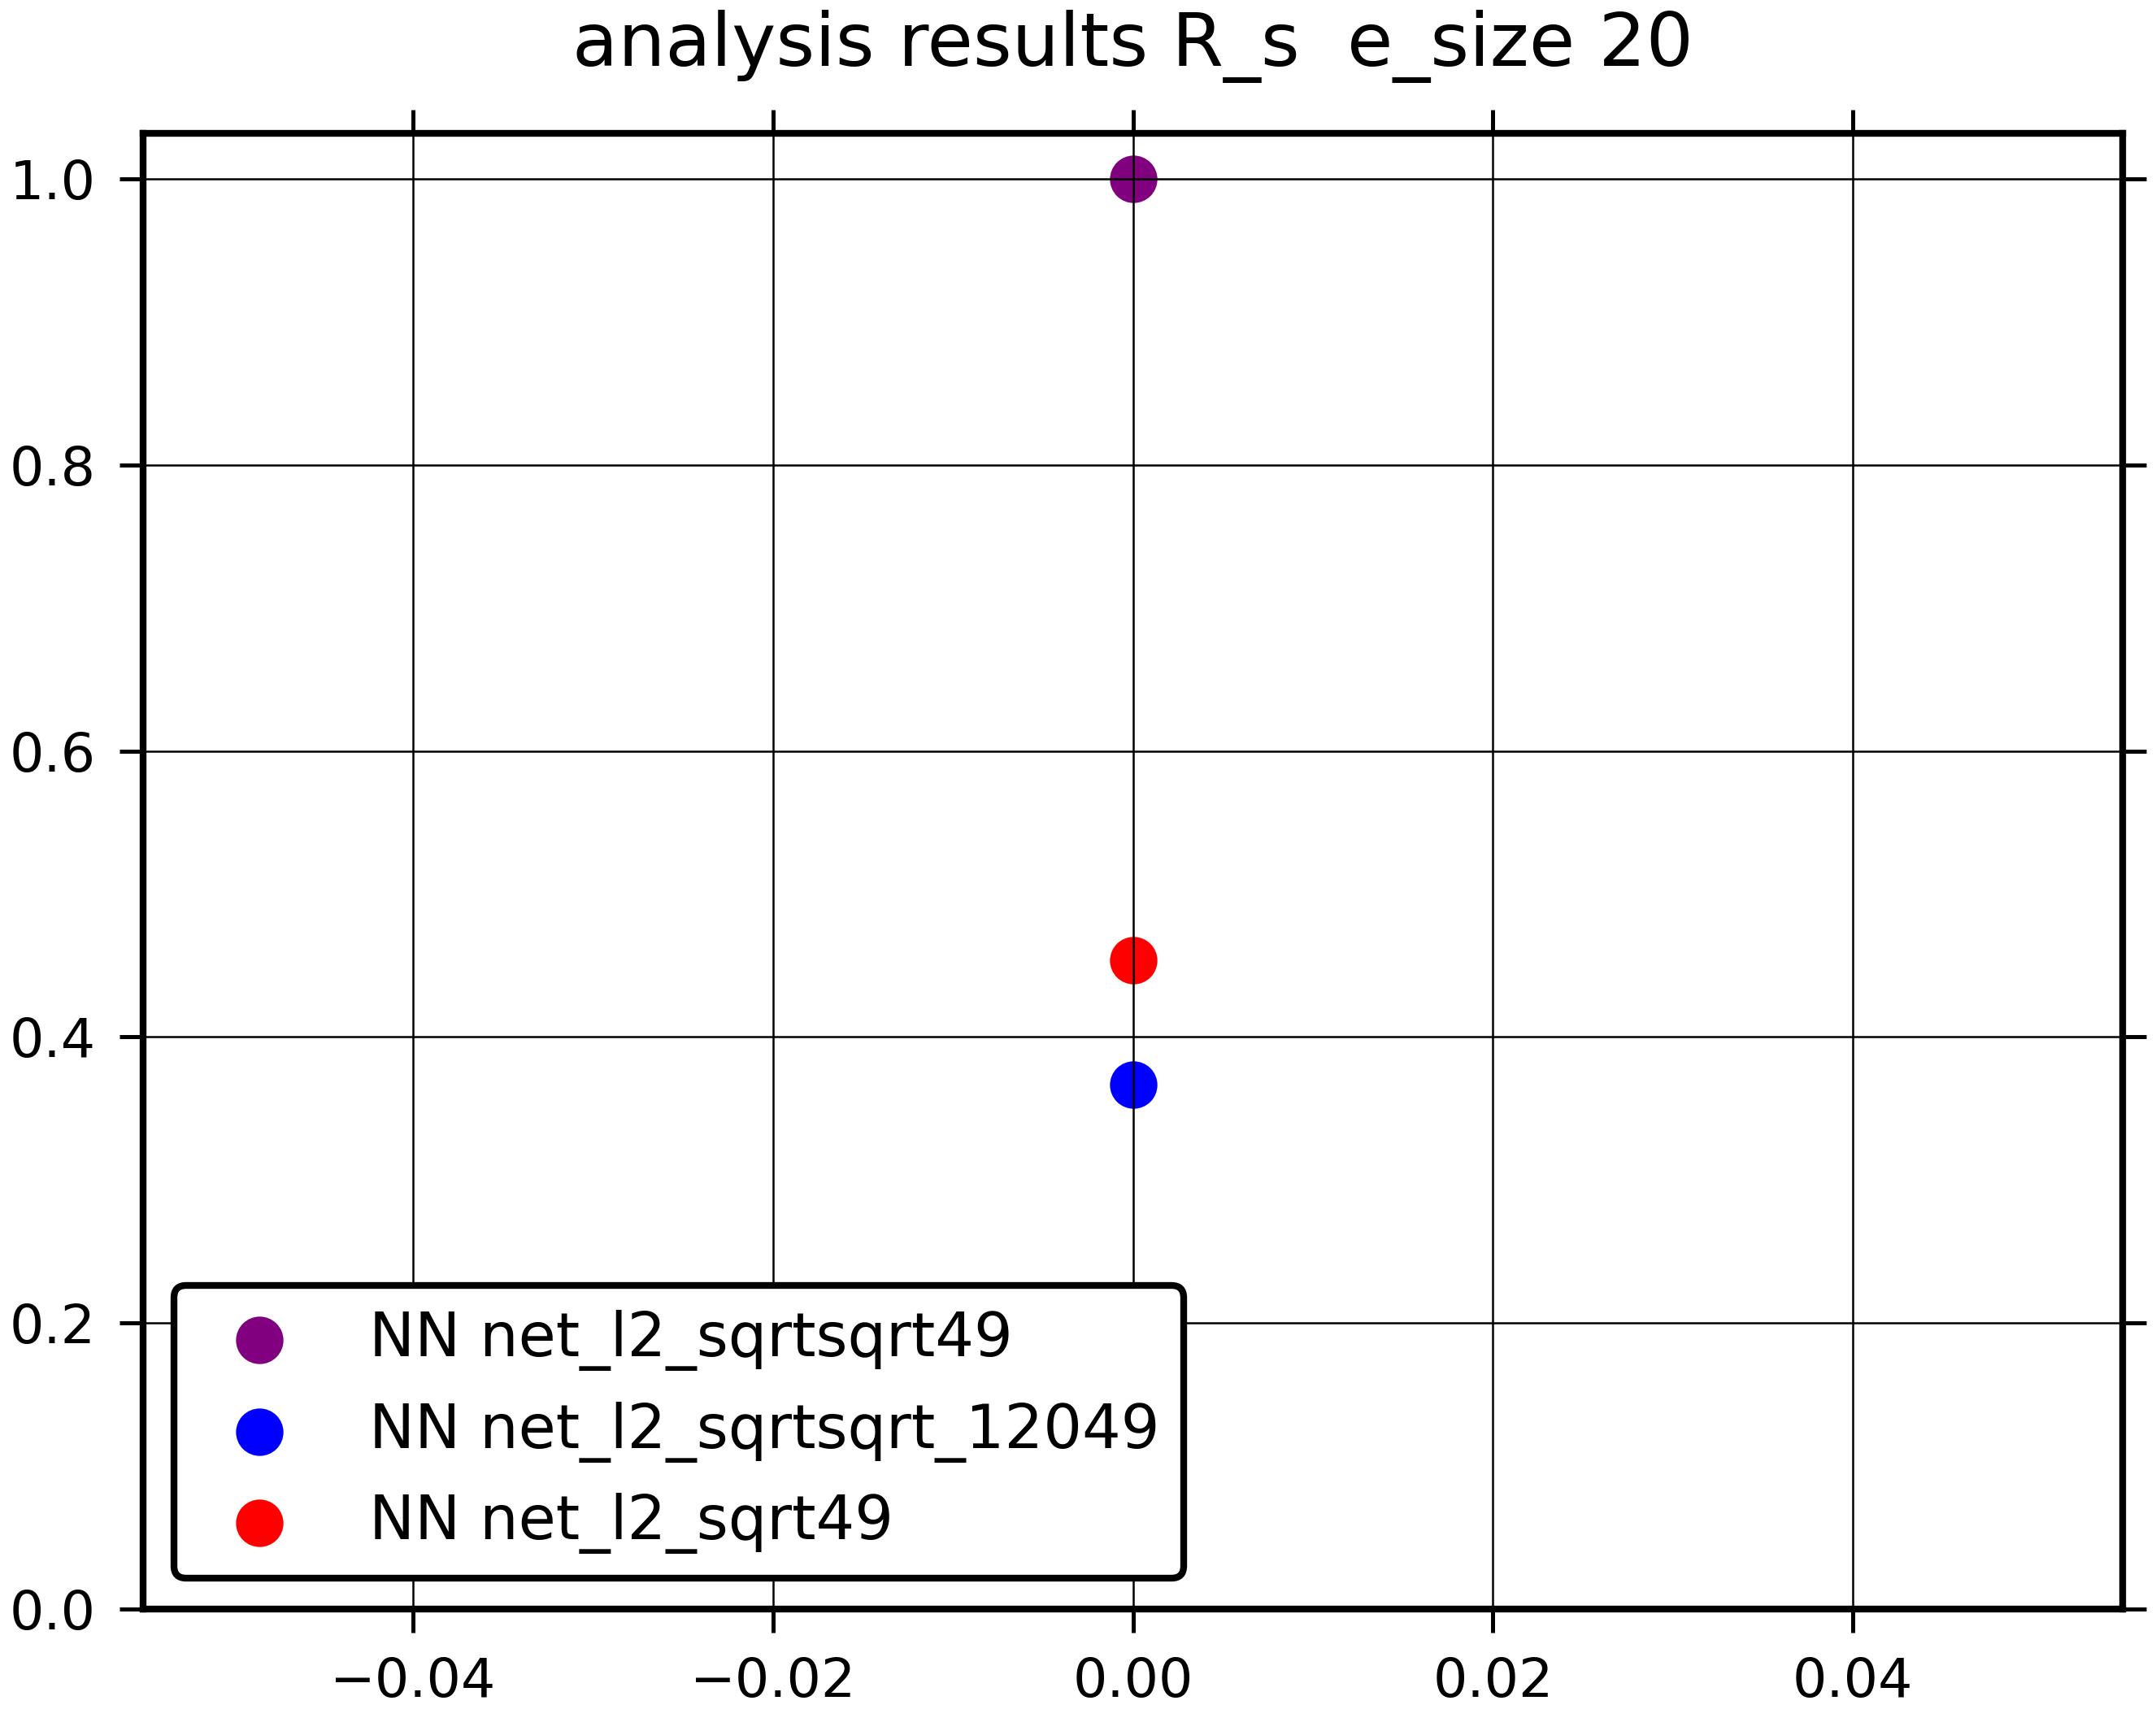 analysis results R_s  e_size 20
1.0
0.8
0.6
0.4
0.2
0.0
NN net_l2_sqrtsqrt49
NN net_l2_sqrtsqrt_12049
NN net_l2_sqrt49
−0.04 −0.02 0.00 0.02 0.04